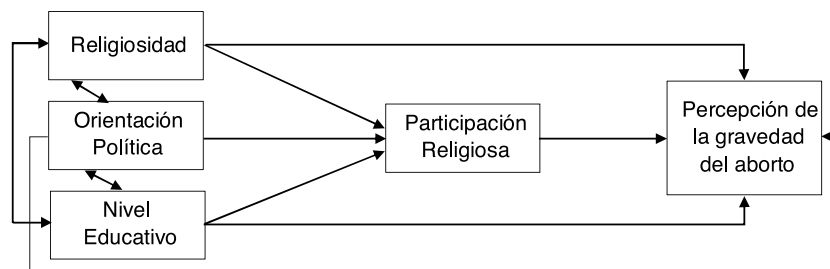 Religiosidad
Orientación
Política
Nivel
Educativo
Participación
Religiosa
Percepción de
la gravedad
del aborto